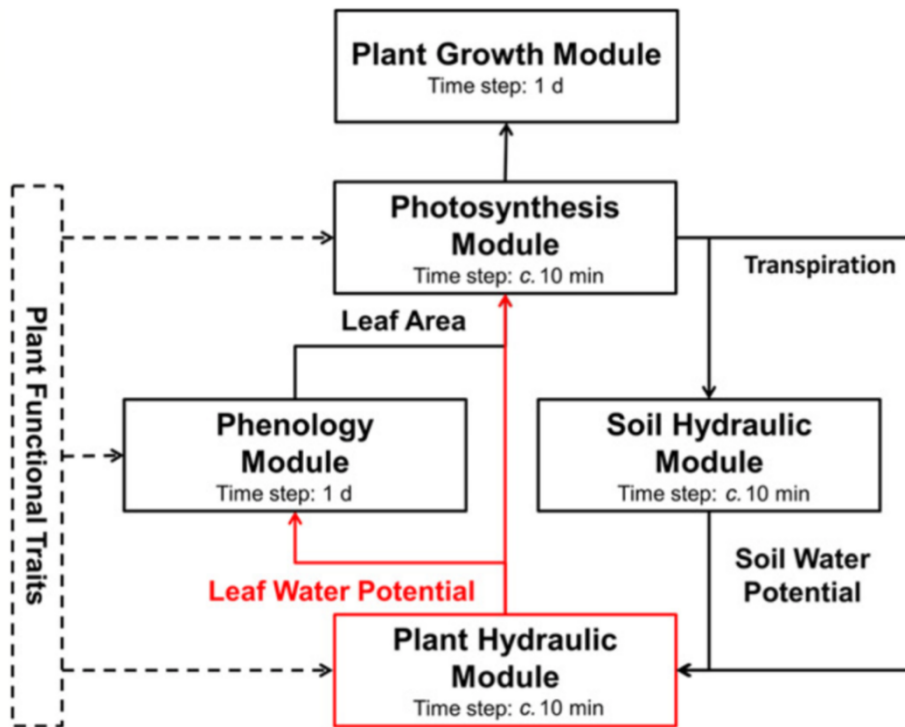 Plant Growth Module
Time step: 1 d
Photosynthesis
Module
Time step: c. 10 min
Transpiration
Leaf Area
Plant Functional Traits
Phenology
Module
Time step: 1 d
Soil Hydraulic
Module
Time step: c. 10 min
Leaf Water Potential
Soil Water
Potential
Plant Hydraulic
Module
Time step: c. 10 min